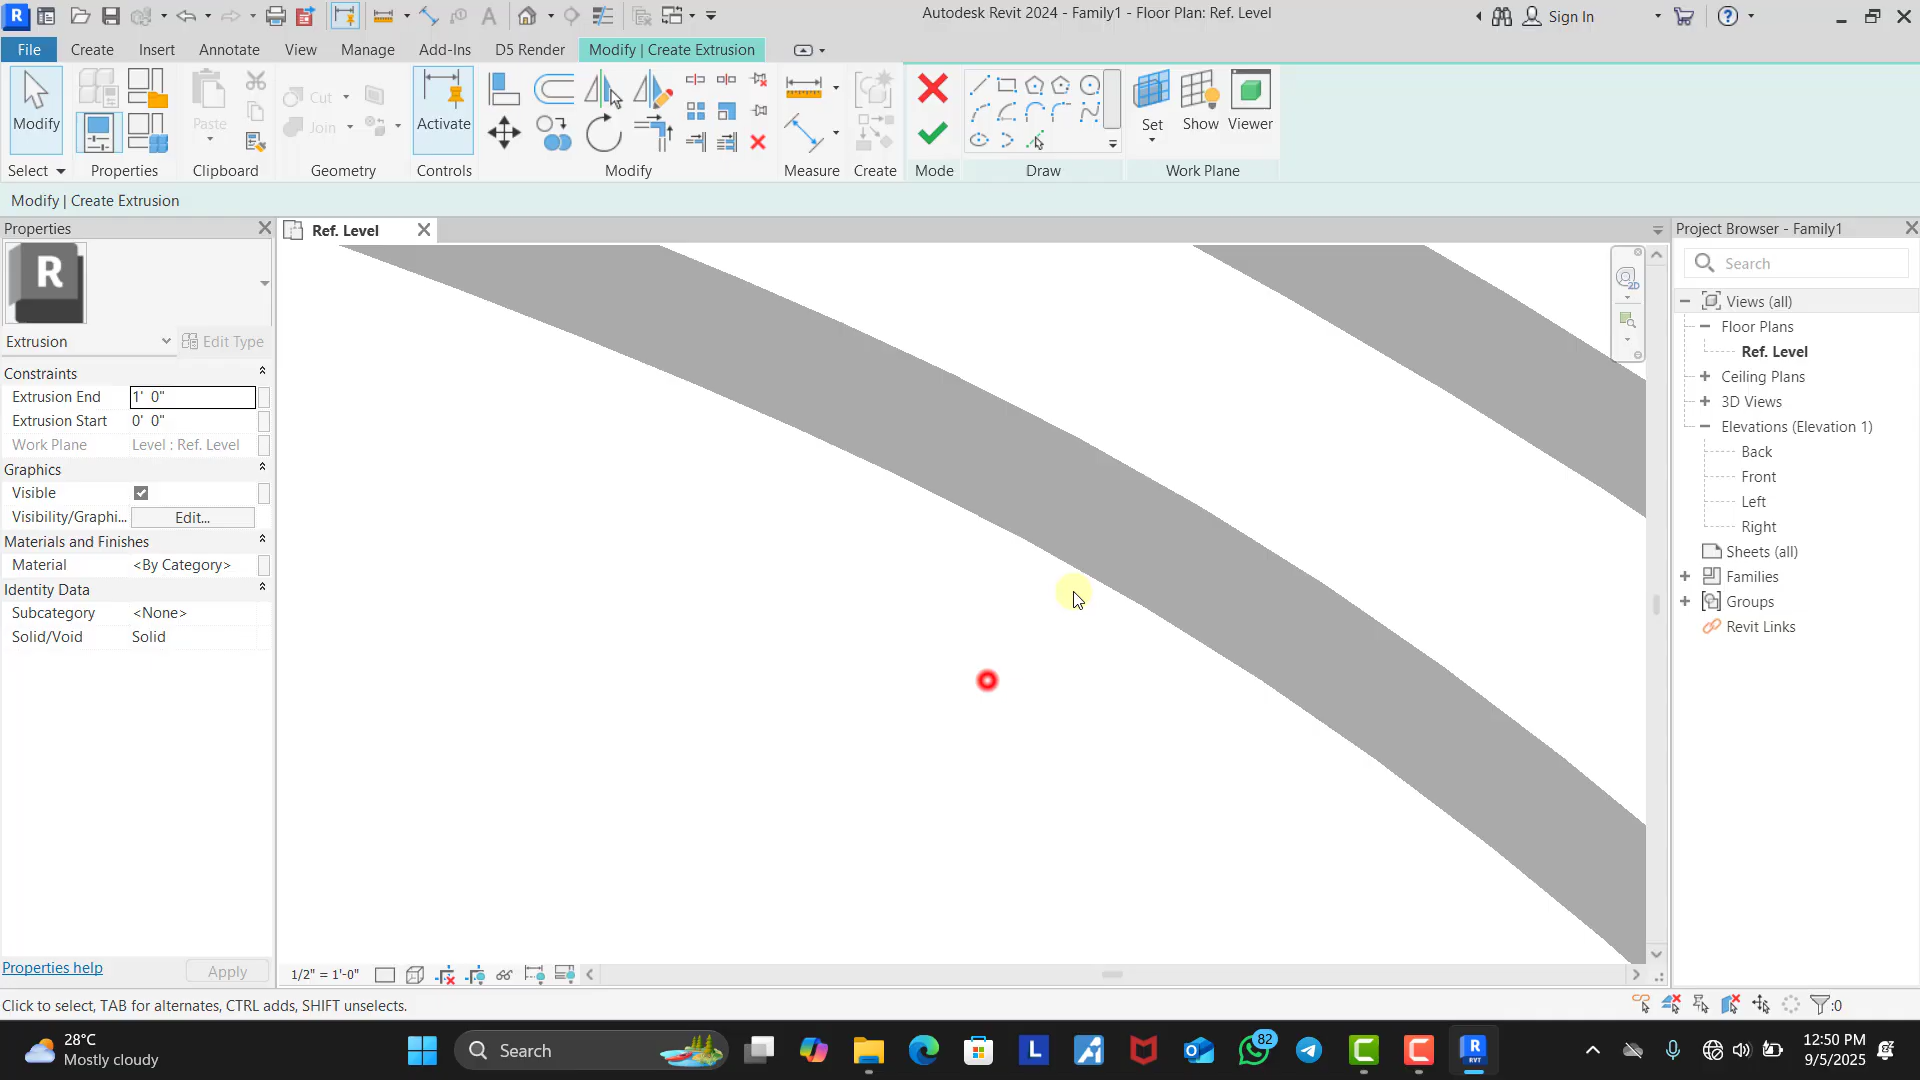 Autodesk Revit 2024 - Family1 - Floor Plan: Ref. Level
Sign In
File
Create
Insert
Annotate
View
Manage
Add-Ins
D5 Render
Modify | Create Extrusion
Modify
Paste
Cut
Join
Activate
Set
Show
Viewer
Select
Properties
Clipboard
Geometry
Controls
Modify
Measure
Create
Mode
Draw
Work Plane
Modify | Create Extrusion
Properties
R
Extrusion
Edit Type
Constraints
Extrusion End 1'  0"
Extrusion Start 0'  0"
Work Plane Level : Ref. Level
Graphics
Visible
Visibility/Graphi... Edit...
Materials and Finishes
Material <By Category>
Identity Data
Subcategory <None>
Solid/Void Solid
Properties help
Apply
Ref. Level
2D
1/2" = 1'-0"
Project Browser - Family1
Search
Views (all)
Floor Plans
Ref. Level
Ceiling Plans
3D Views
Elevations (Elevation 1)
Back
Front
Left
Right
Sheets (all)
Families
Groups
Revit Links
Click to select, TAB for alternates, CTRL adds, SHIFT unselects.
:0
28°C
Mostly cloudy
Search
82
12:50 PM
9/5/2025